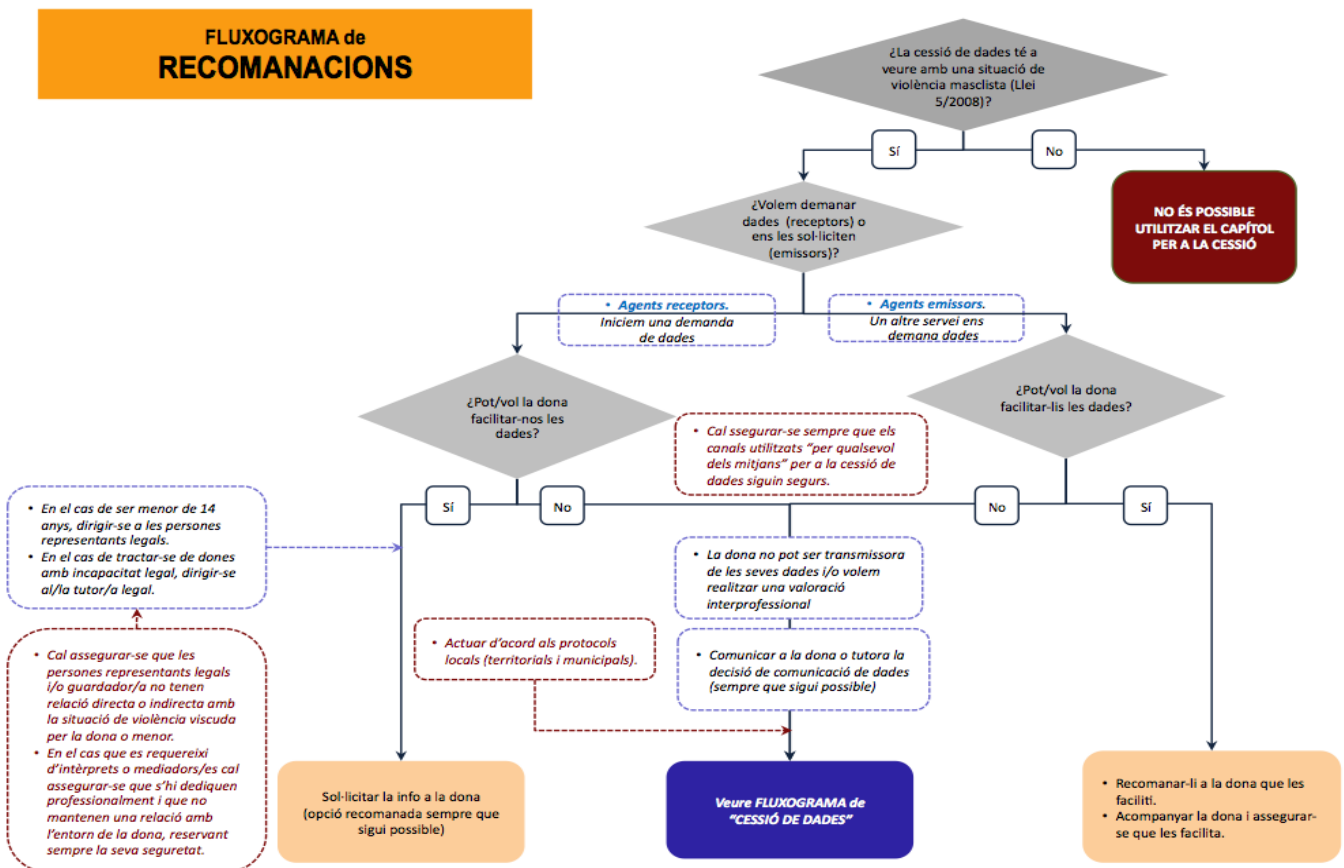 FLUXOGRAMA de
RECOMANACIONS
¿La cessió de dades té a
veure amb una situació de
violència masclista (Llei
5/2008)?
Sí
No
¿Volem demanar
dades (receptors) o
ens les sol·liciten
(emissors)?
NO ÉS POSSIBLE
UTILITZAR EL CAPÍTOL
PER A LA CESSIÓ
• Agents receptors.
Iniciem una demanda
de dades
• Agents emissors.
Un altre servei ens
demana dades
¿Pot/vol la dona
facilitar-nos les
dades?
¿Pot/vol la dona
facilitar-lis les dades?
• Cal ssegurar-se sempre que els
canals utilitzats "per qualsevol
dels mitjans" per a la cessió de
dades siguin segurs.
Sí
No
No
Sí
• En el cas de ser menor de 14
anys, dirigir-se a les persones
representants legals.
• En el cas de tractar-se de dones
amb incapacitat legal, dirigir-se
al/la tutor/a legal.
• La dona no pot ser transmissora
de les seves dades i/o volem
realitzar una valoració
interprofessional
• Actuar d'acord als protocols
locals (territorials i municipals).
• Comunicar a la dona o tutora la
decisió de comunicació de dades
(sempre que sigui possible)
• Cal assegurar-se que les
persones representants legals
i/o guardador/a no tenen
relació directa o indirecta amb
la situació de violència viscuda
per la dona o menor.
• En el cas que es requereixi
d'intèrprets o mediadors/es cal
assegurar-se que s'hi dediquen
professionalment i que no
mantenen una relació amb
l'entorn de la dona, reservant
sempre la seva seguretat.
Sol·licitar la info a la dona
(opció recomanada sempre que
sigui possible)
Veure FLUXOGRAMA de
"CESSIÓ DE DADES"
• Recomanar-li a la dona que les
faciliti.
• Acompanyar la dona i assegurar-
se que les facilita.